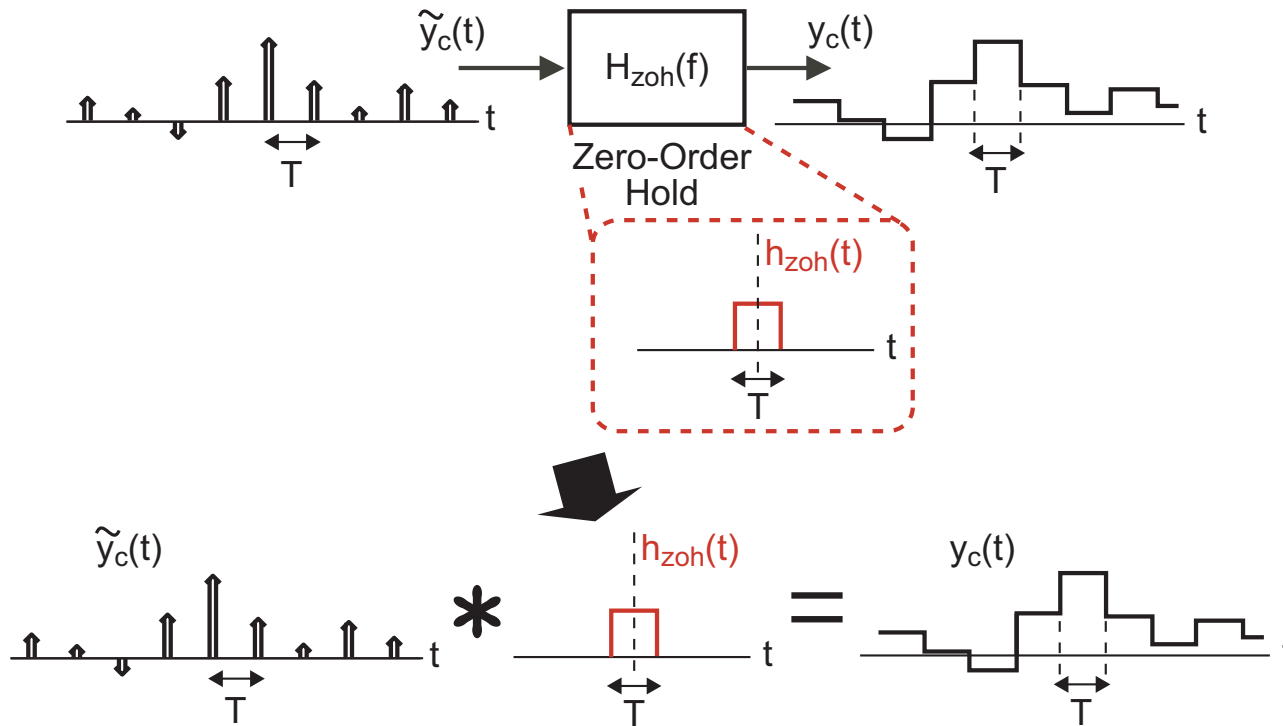 ỹc(t)
yc(t)
Hzoh(f)
t
t
T
T
Zero-Order
Hold
hzoh(t)
t
T
ỹc(t)
hzoh(t)
yc(t)
*
=
t
t
T
T
T